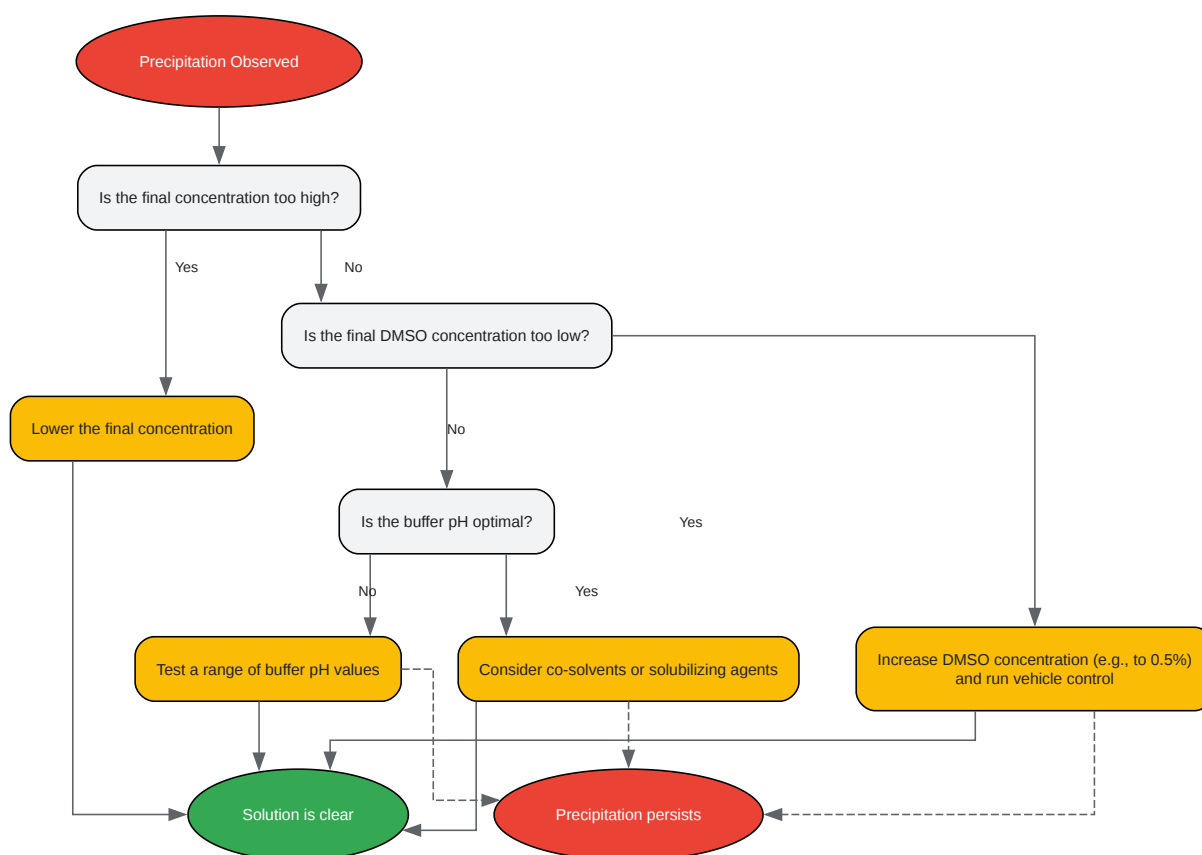 Precipitation Observed
Is the final concentration too high?
Yes
No
Is the final DMSO concentration too low?
Lower the final concentration
No
Is the buffer pH optimal?
Yes
No
Yes
Test a range of buffer pH values
Consider co-solvents or solubilizing agents
Increase DMSO concentration (e.g., to 0.5%)
and run vehicle control
Solution is clear
Precipitation persists